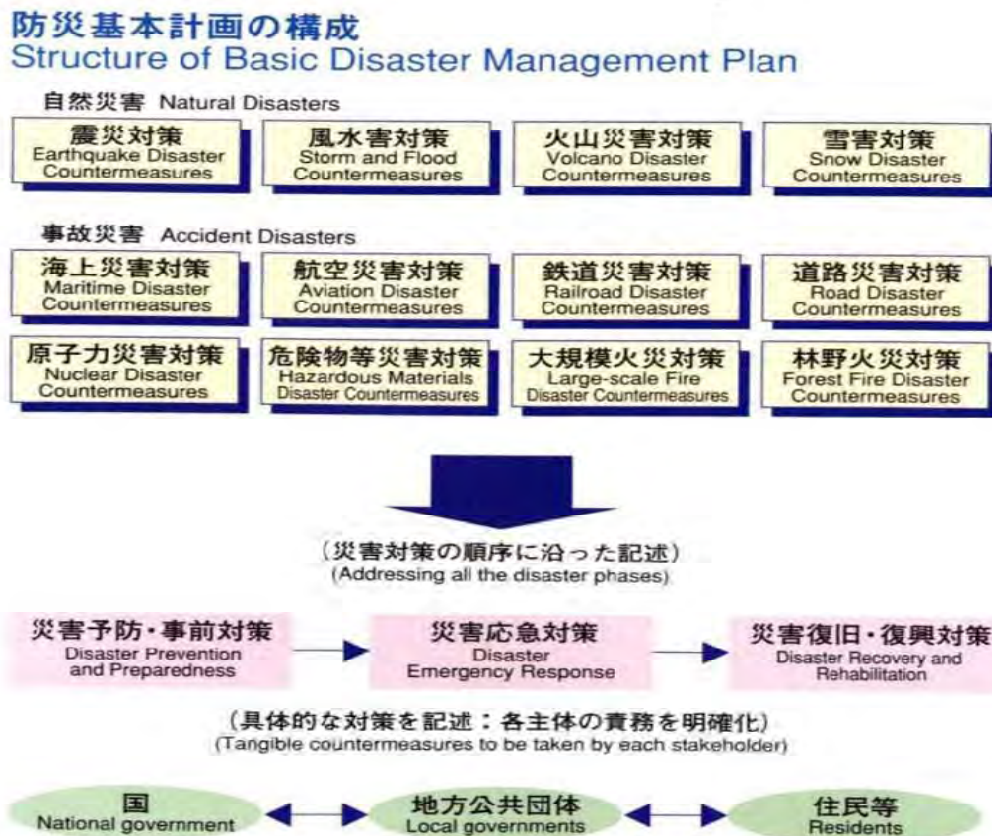 防災基本計画の構成
Structure of Basic Disaster Management Plan
自然災害 Natural Disasters
震災対策
Earthquake Disaster
Countermeasures
風水害対策
Storm and Flood
Countermeasures
火山災害対策
Volcano Disaster
Countermeasures
雪害対策
Snow Disaster
Countermeasures
事故災害 Accident Disasters
海上災害対策
Maritime Disaster
Countermeasures
航空災害対策
Aviation Disaster
Countermeasures
鉄道災害対策
Railroad Disaster
Countermeasures
道路災害対策
Road Disaster
Countermeasures
原子力災害対策
Nuclear Disaster
Countermeasures
危険物等災害対策
Hazardous Materials
Disaster Countermeasures
大規模火災対策
Large-scale Fire
Disaster Countermeasures
林野火災対策
Forest Fire Disaster
Countermeasures
(災害対策の順序に沿った記述)
(Addressing all the disaster phases)
災害予防・事前対策
Disaster Prevention
and Preparedness
災害応急対策
Disaster
Emergency Response
災害復旧・復興対策
Disaster Recovery and
Rehabilitation
(具体的な対策を記述：各主体の責務を明確化)
(Tangible countermeasures to be taken by each stakeholder)
国
National government
地方公共団体
Local governments
住民等
Residents